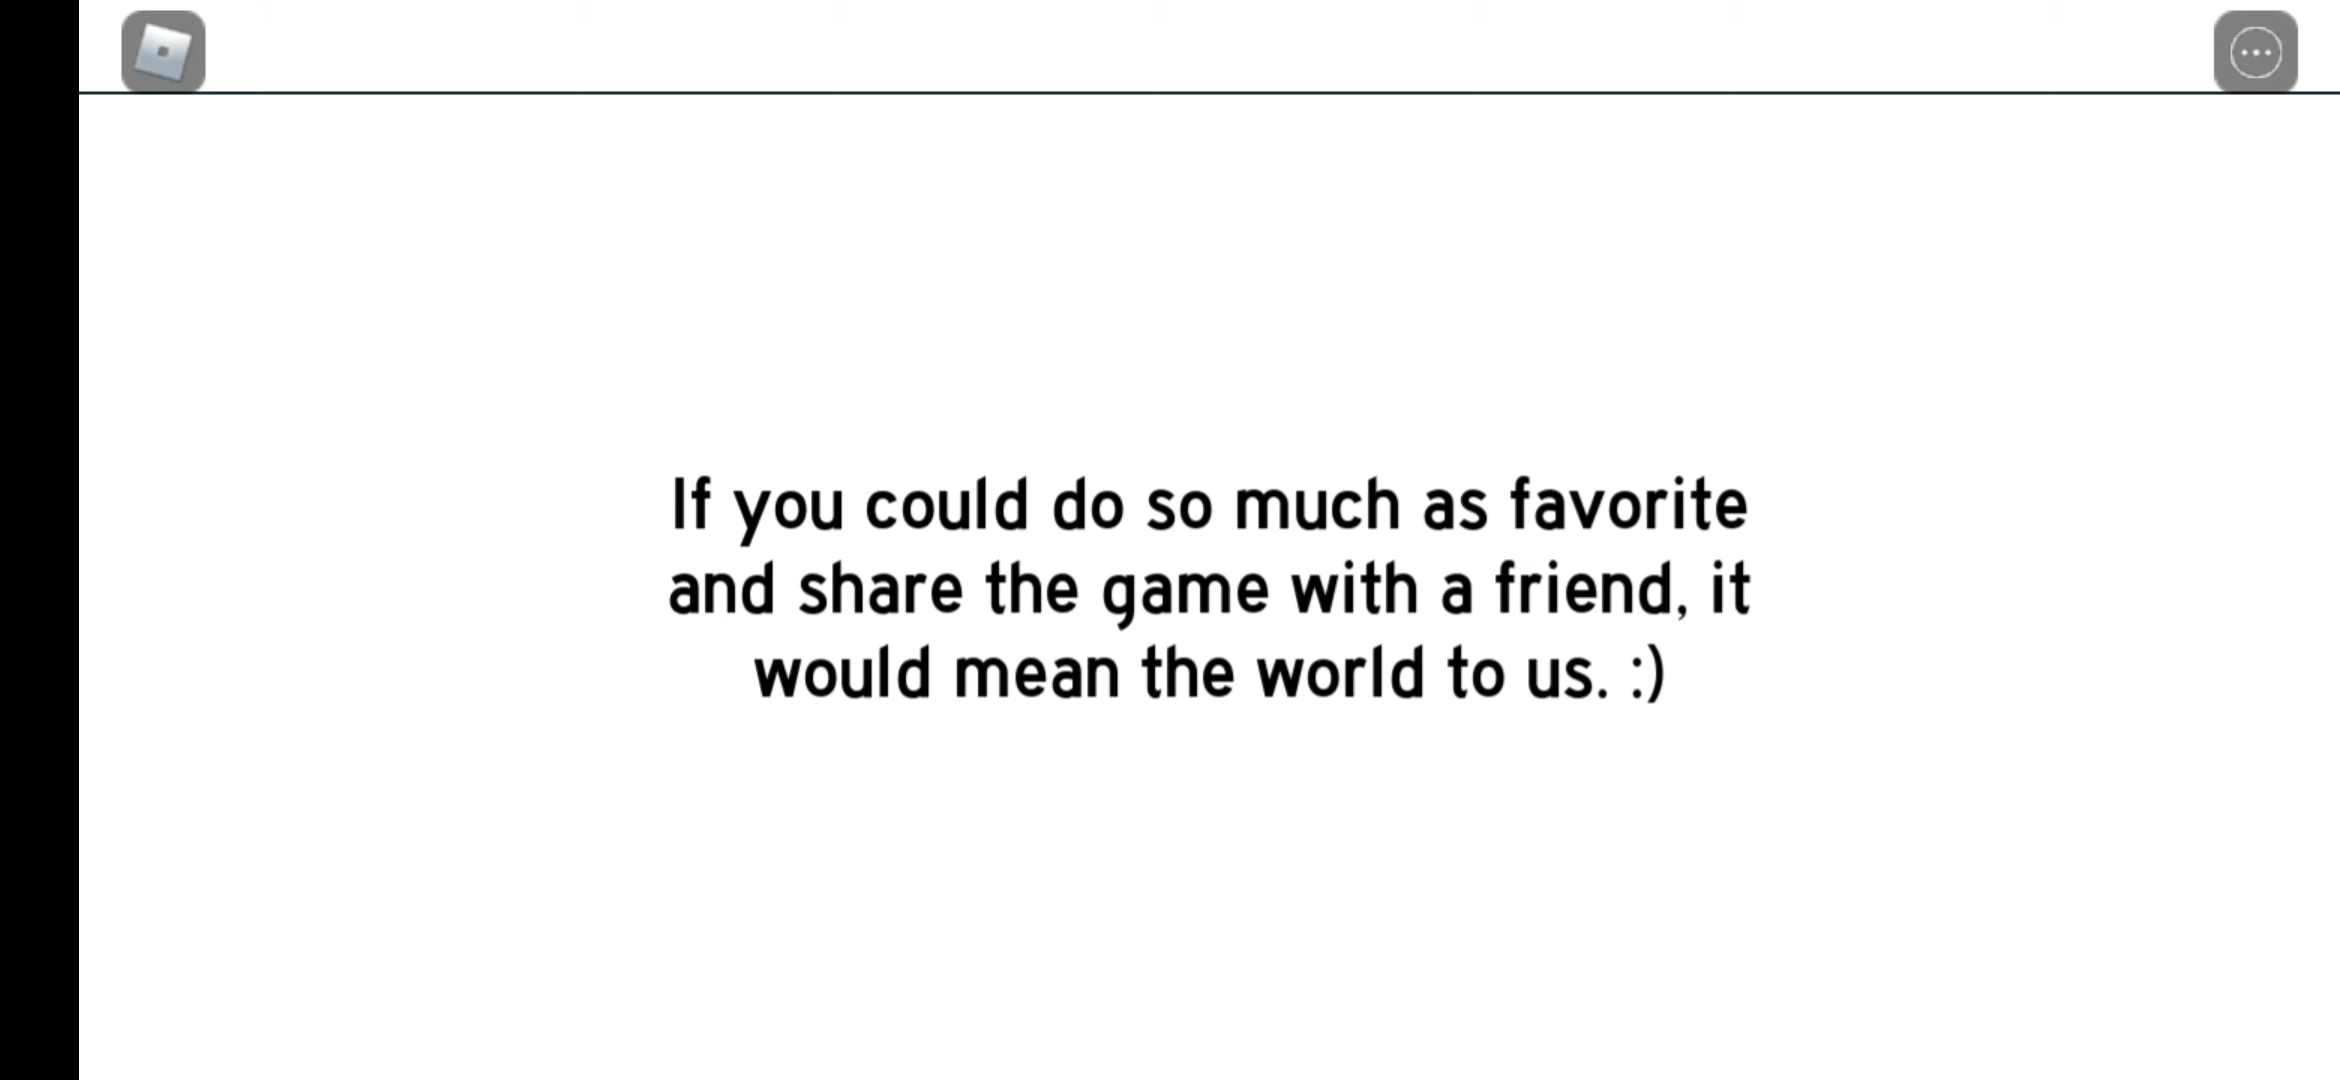 If you could do so much as favorite
and share the game with a friend, it
would mean the world to us. :)